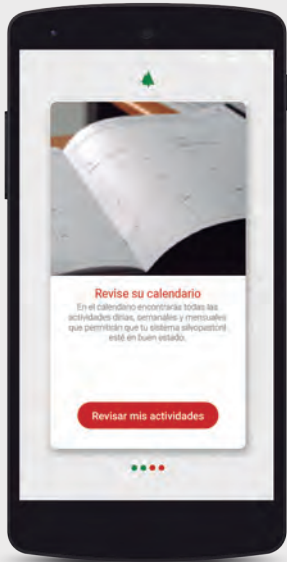 Revise su calendario
En el calendario encontrarás todas las
actividades dirias, semanales y mensuales
que permitirán que tu sistema silvopastoril
esté en buen estado.
Revisar mis actividades